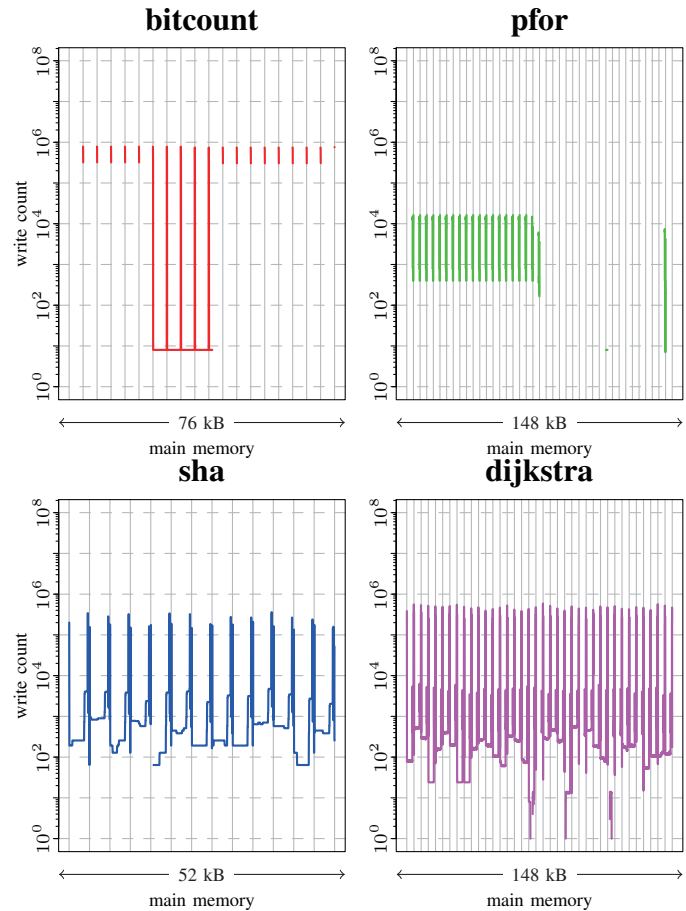 bitcount
pfor
10^8
10^6
10^4
10^2
10^0
write count
10^8
10^6
10^4
10^2
10^0
76 kB
main memory
148 kB
main memory
sha
dijkstra
10^8
10^6
10^4
10^2
10^0
write count
10^8
10^6
10^4
10^2
10^0
52 kB
main memory
148 kB
main memory